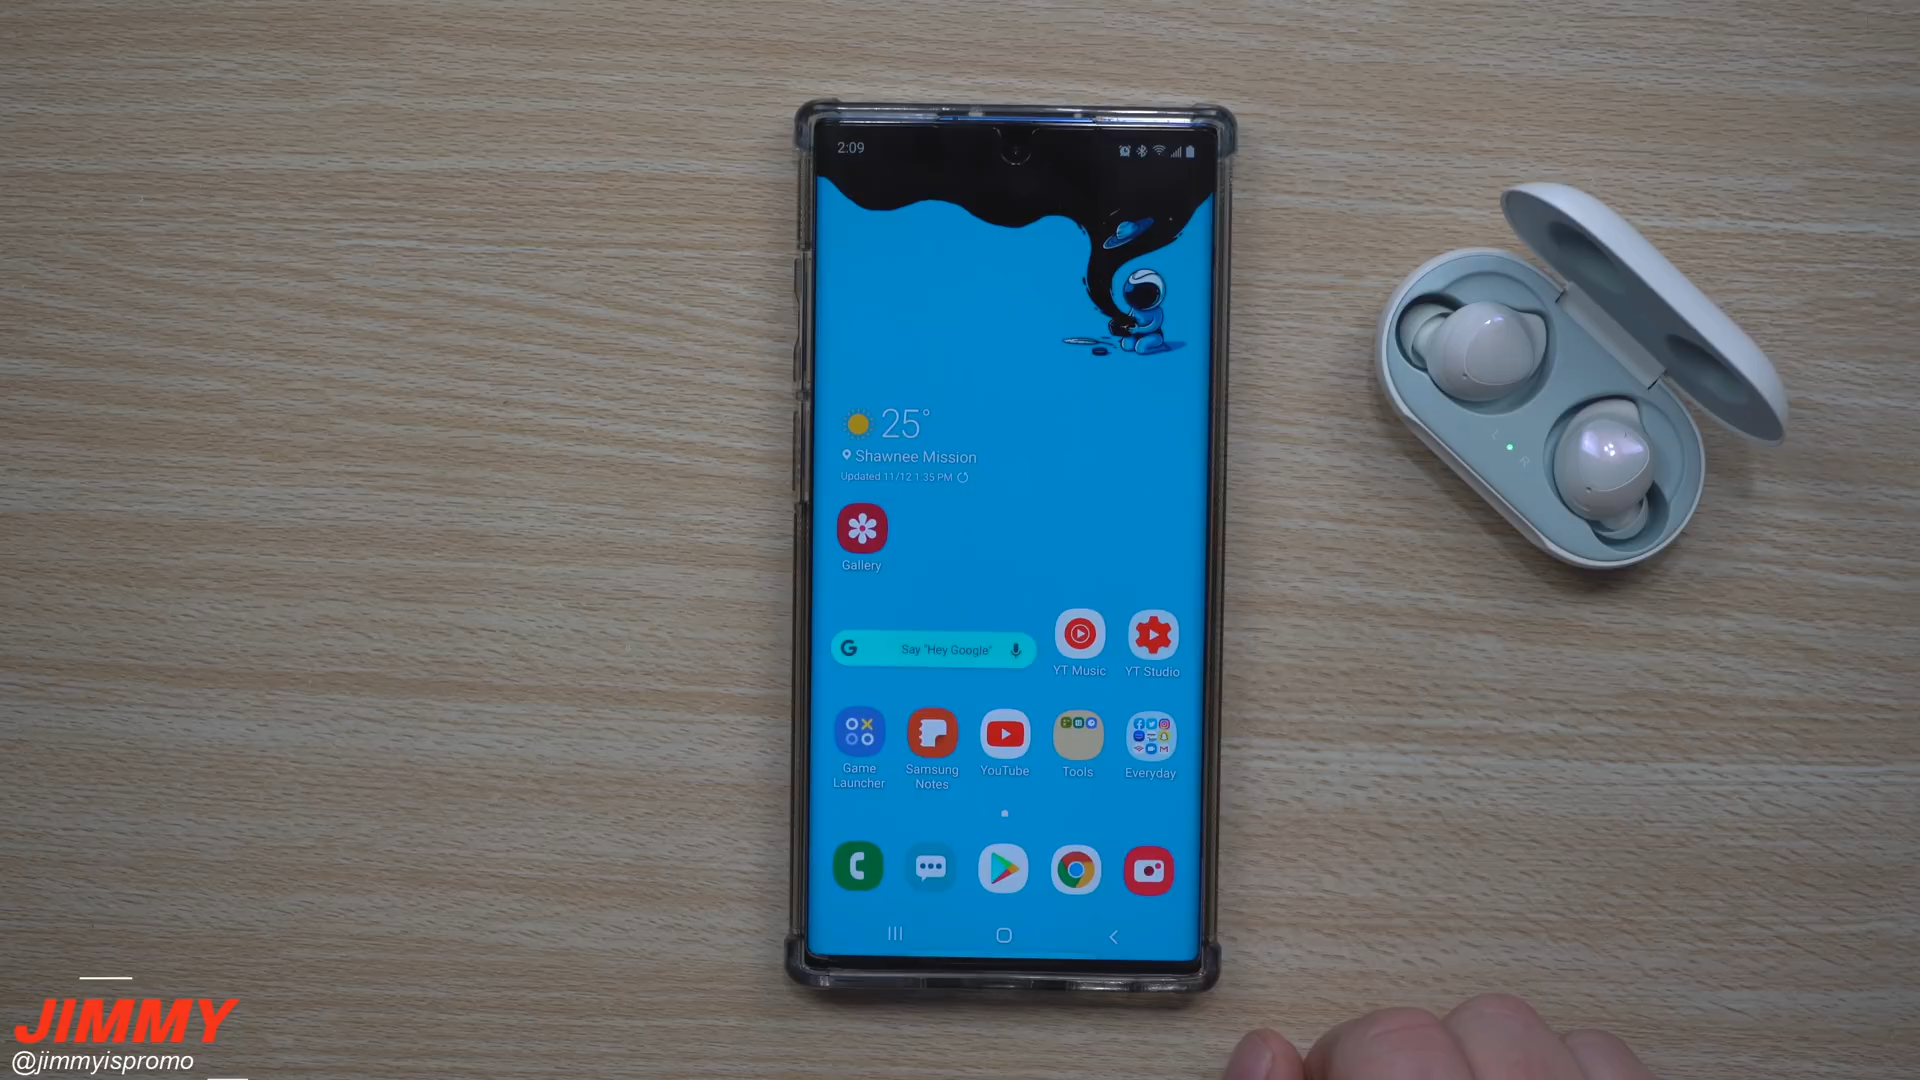 2:09
25°
Shawnee Mission
Updated 11/12 1:35 PM
Gallery
G
Say "Hey Google"
YT Music
YT Studio
Game
Launcher
Samsung
Notes
YouTube
Tools
Everyday
L
R
JIMMY
@jimmyispromo